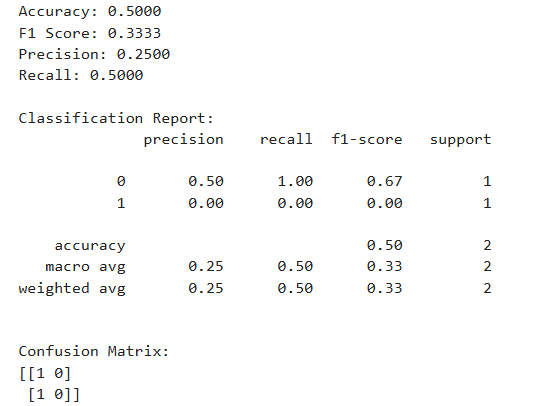 Accuracy: 0.5000
F1 Score: 0.3333
Precision: 0.2500
Recall: 0.5000
Classification Report:
precision recall f1-score support
0 0.50 1.00 0.67 1
1 0.00 0.00 0.00 1
accuracy 0.50 2
macro avg 0.25 0.50 0.33 2
weighted avg 0.25 0.50 0.33 2
Confusion Matrix:
[[1 0]
[1 0]]